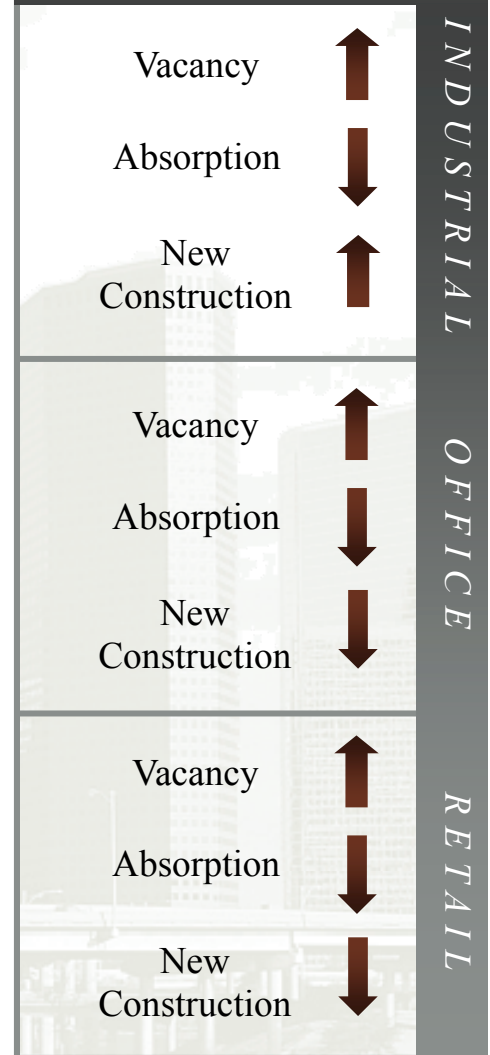 Vacancy
Absorption
New
Construction
INDUSTRIAL
Vacancy
Absorption
New
Construction
OFFICE
Vacancy
Absorption
New
Construction
RETAIL